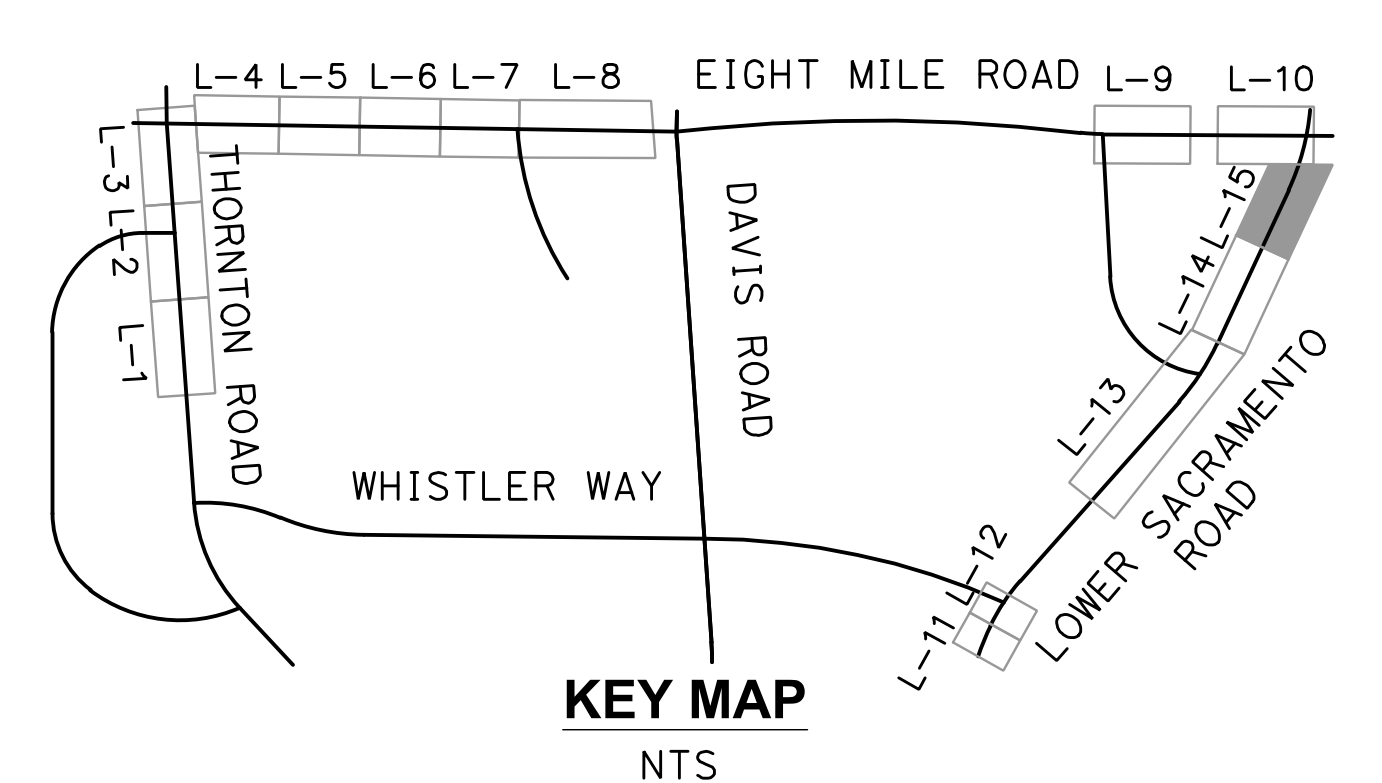 L-4 L-5 L-6 L-7 L-8
EIGHT MILE ROAD
L-9
L-10
L-3
L-2
L-1
THORNTON ROAD
DAVIS ROAD
WHISTLER WAY
L-15
L-14
L-13
L-12
L-11
LOWER SACRAMENTO
ROAD
KEY MAP
NTS